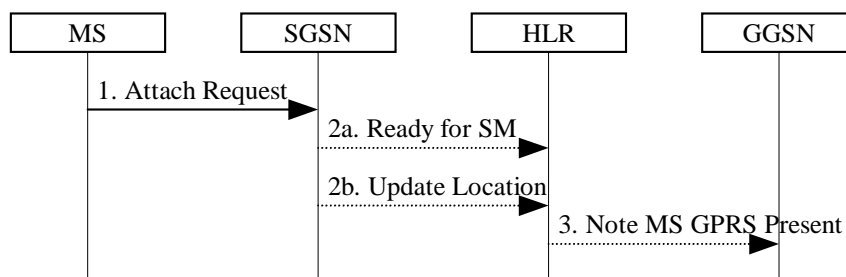 MS
SGSN
HLR
GGSN
1. Attach Request
2a. Ready for SM
2b. Update Location
3. Note MS GPRS Present